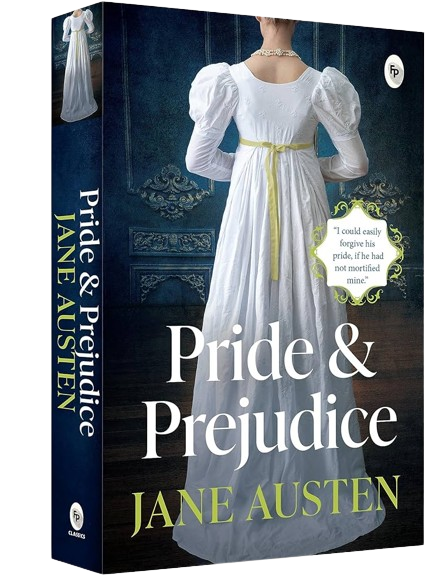 FP
"I could easily
forgive his
pride, if he had
not mortified
mine."
Pride &
Prejudice
JANE AUSTEN
Pride & Prejudice
JANE AUSTEN
FP
CLASSICS